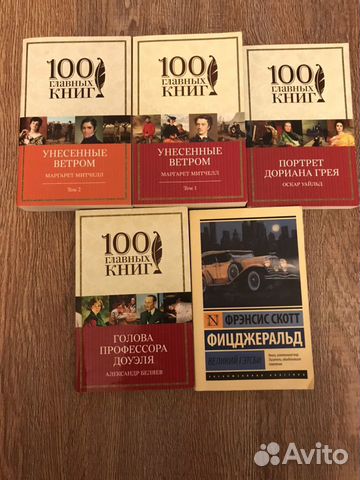 100
главных
КНИГ
УНЕСЕННЫЕ
ВЕТРОМ
МАРГАРЕТ МИТЧЕЛЛ
Том 2
100
главных
КНИГ
УНЕСЕННЫЕ
ВЕТРОМ
МАРГАРЕТ МИТЧЕЛЛ
Том 1
100
главных
КНИГ
ПОРТРЕТ
ДОРИАНА ГРЕЯ
ОСКАР УАЙЛЬД
100
главных
КНИГ
ГОЛОВА
ПРОФЕССОРА
ДОУЭЛЯ
АЛЕКСАНДР БЕЛЯЕВ
N
ФРЭНСИС СКОТТ
ФИЦДЖЕРАЛЬД
ВЕЛИКИЙ ГЭТСБИ
Avito